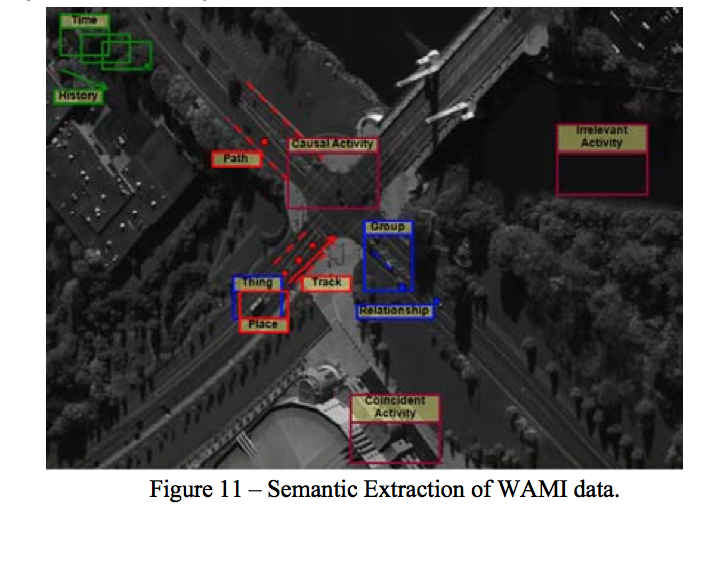 Time
History
Path
Causal Activity
Irrelevant
Activity
Group
Thing
Track
Relationship
Place
Coincident
Activity
Figure 11 – Semantic Extraction of WAMI data.